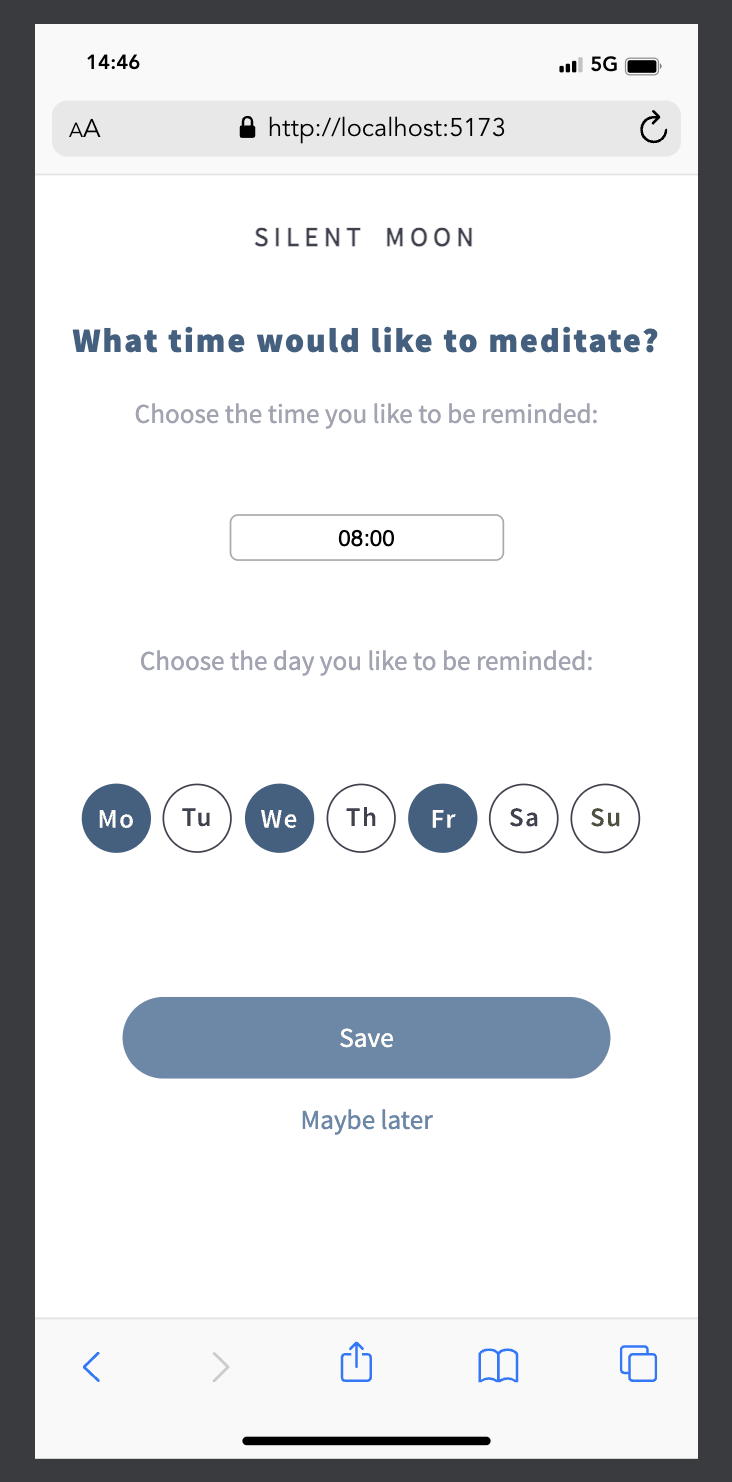 14:46 5G
AA http://localhost:5173
SILENT MOON
What time would like to meditate?
Choose the time you like to be reminded:
08:00
Choose the day you like to be reminded:
Mo Tu We Th Fr Sa Su
Save
Maybe later